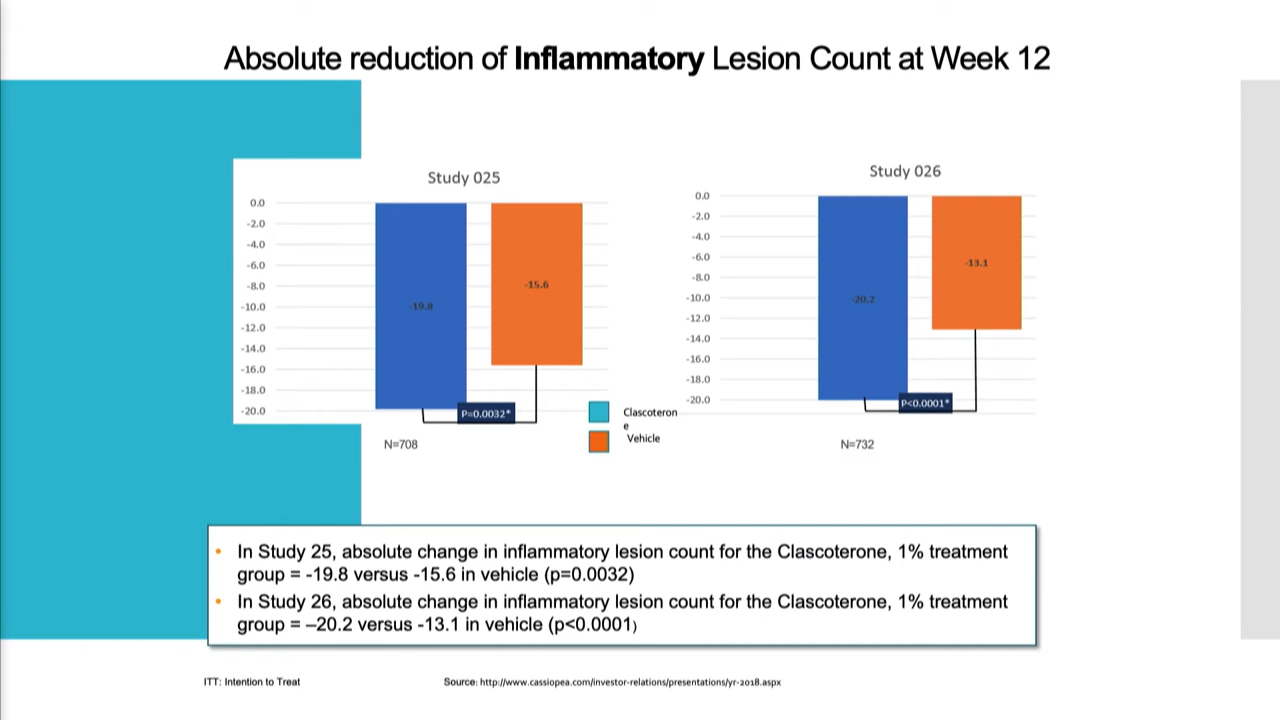 Absolute reduction of Inflammatory Lesion Count at Week 12
Study 025
0.0
-2.0
-4.0
-6.0
-8.0
-10.0
-12.0
-14.0
-16.0
-18.0
-20.0
-19.8
-15.6
P=0.0032*
N=708
Clascoteron
e
Vehicle
Study 026
0.0
-2.0
-4.0
-6.0
-8.0
-10.0
-12.0
-14.0
-16.0
-18.0
-20.0
-20.2
-13.1
P<0.0001*
N=732
• In Study 25, absolute change in inflammatory lesion count for the Clascoterone, 1% treatment
group = -19.8 versus -15.6 in vehicle (p=0.0032)
• In Study 26, absolute change in inflammatory lesion count for the Clascoterone, 1% treatment
group = –20.2 versus -13.1 in vehicle (p<0.0001)
ITT: Intention to Treat
Source: http://www.cassiopea.com/investor-relations/presentations/yr-2018.aspx